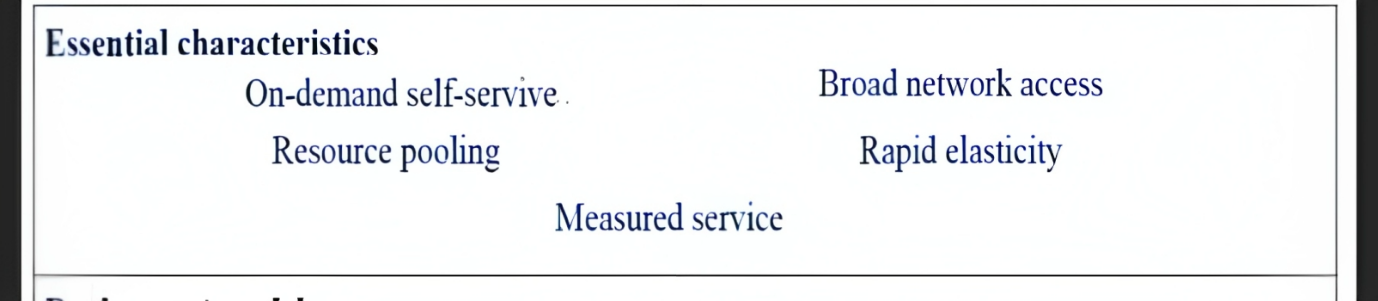 Essential characteristics
On-demand self-servive
Broad network access
Resource pooling
Rapid elasticity
Measured service